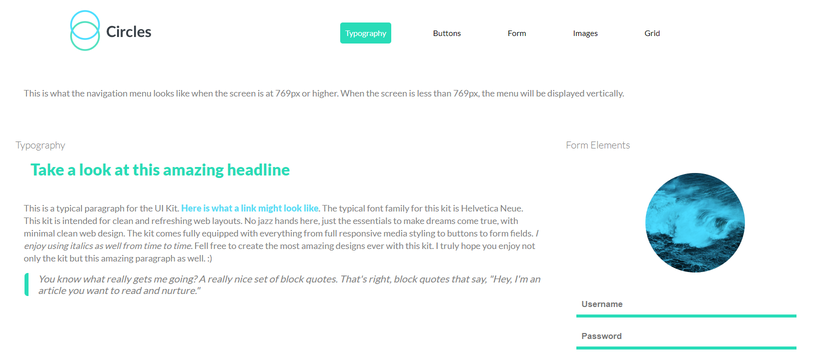 Circles
Typography Buttons Form Images Grid
This is what the navigation menu looks like when the screen is at 769px or higher. When the screen is less than 769px, the menu will be displayed vertically.
Typography
Take a look at this amazing headline
This is a typical paragraph for the UI Kit. Here is what a link might look like. The typical font family for this kit is Helvetica Neue.
This kit is intended for clean and refreshing web layouts. No jazz hands here, just the essentials to make dreams come true, with
minimal clean web design. The kit comes fully equipped with everything from full responsive media styling to buttons to form fields. I
enjoy using italics as well from time to time. Fell free to create the most amazing designs ever with this kit. I truly hope you enjoy not
only the kit but this amazing paragraph as well. :)
You know what really gets me going? A really nice set of block quotes. That's right, block quotes that say, "Hey, I'm an
article you want to read and nurture."
Form Elements
Username
Password